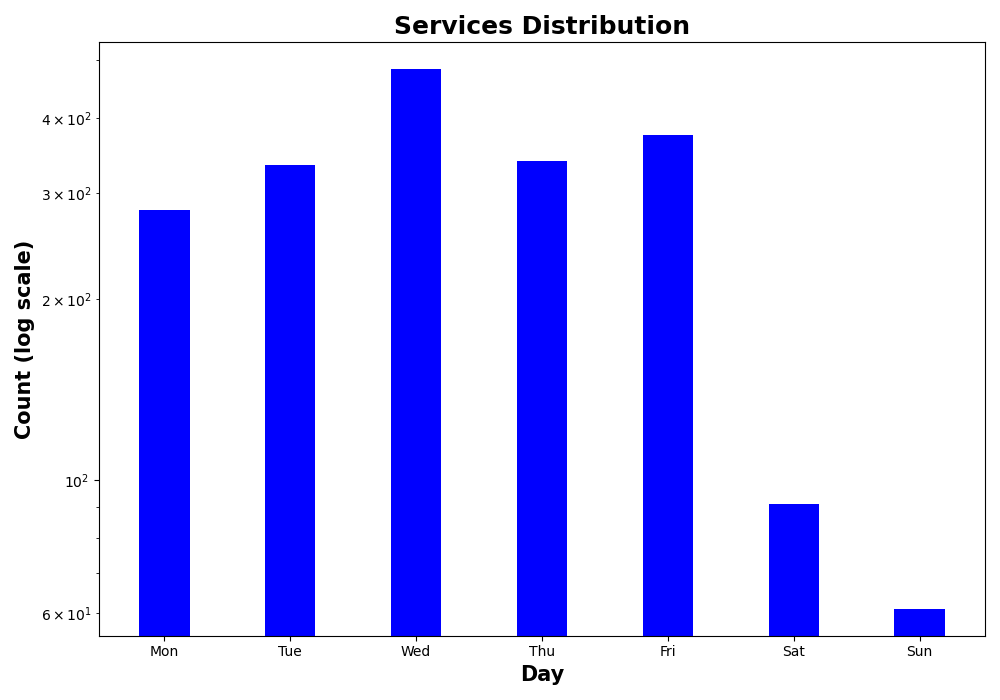 Services Distribution
Count (log scale)
4 × 10²
3 × 10²
2 × 10²
10²
6 × 10¹
Mon Tue Wed Thu Fri Sat Sun
Day